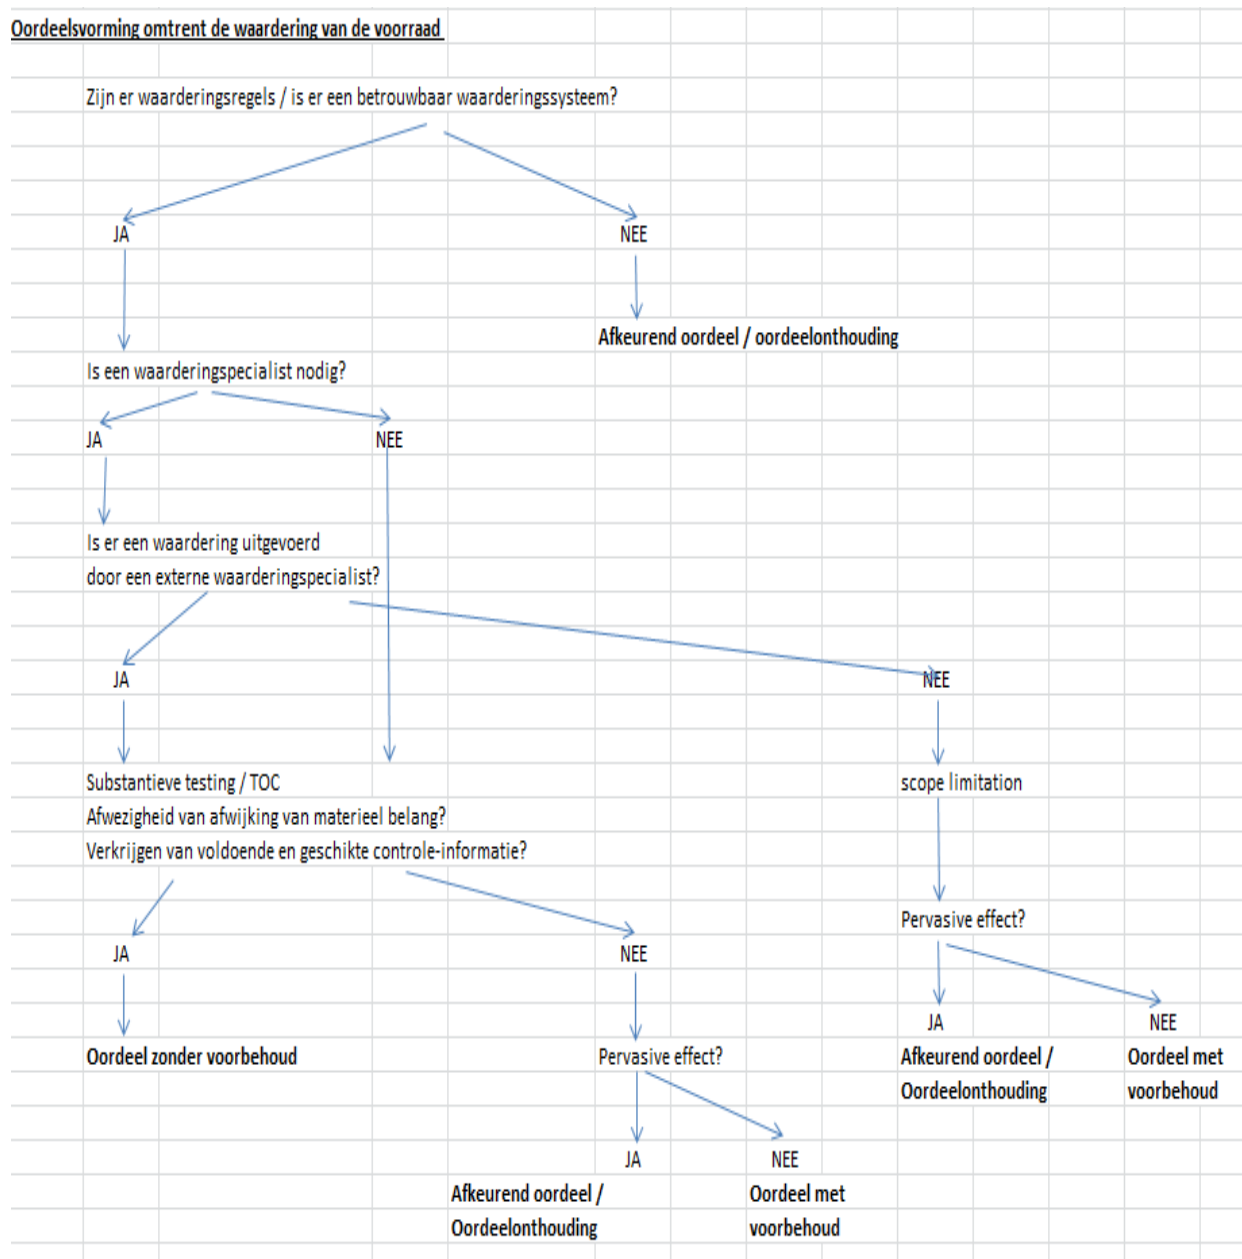 Oordeelsvorming omtrent de waardering van de voorraad
Zijn er waarderingsregels / is er een betrouwbaar waarderingssysteem?
JA
NEE
Afkeurend oordeel / oordeelonthouding
Is een waarderingspecialist nodig?
JA
NEE
Is er een waardering uitgevoerd
door een externe waarderingspecialist?
JA
NEE
Substantieve testing / TOC
scope limitation
Afwezigheid van afwijking van materieel belang?
Verkrijgen van voldoende en geschikte controle-informatie?
Pervasive effect?
JA
NEE
JA
NEE
Oordeel zonder voorbehoud
Pervasive effect?
Afkeurend oordeel /
Oordeelonthouding
Oordeel met
voorbehoud
JA
NEE
Afkeurend oordeel /
Oordeelonthouding
Oordeel met
voorbehoud